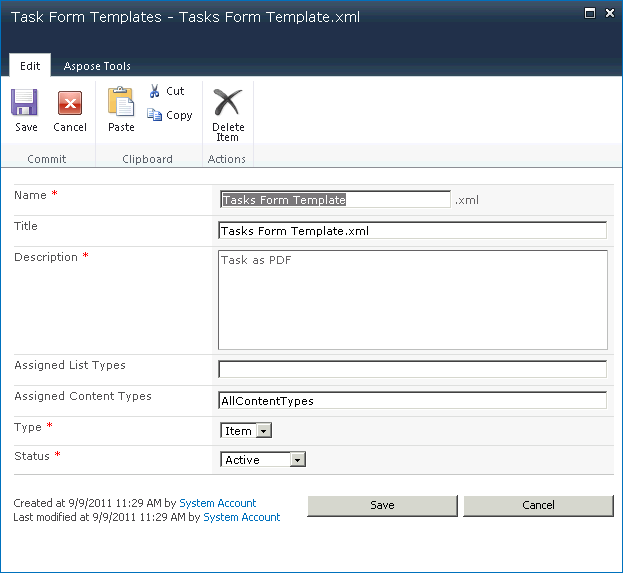 Task Form Templates - Tasks Form Template.xml
Edit Aspose Tools
Save Cancel Paste Cut Copy Delete Item
Commit Clipboard Actions
Name * Tasks Form Template .xml
Title Tasks Form Template.xml
Description * Task as PDF
Assigned List Types
Assigned Content Types AllContentTypes
Type * Item
Status * Active
Created at 9/9/2011 11:29 AM by System Account
Last modified at 9/9/2011 11:29 AM by System Account
Save Cancel